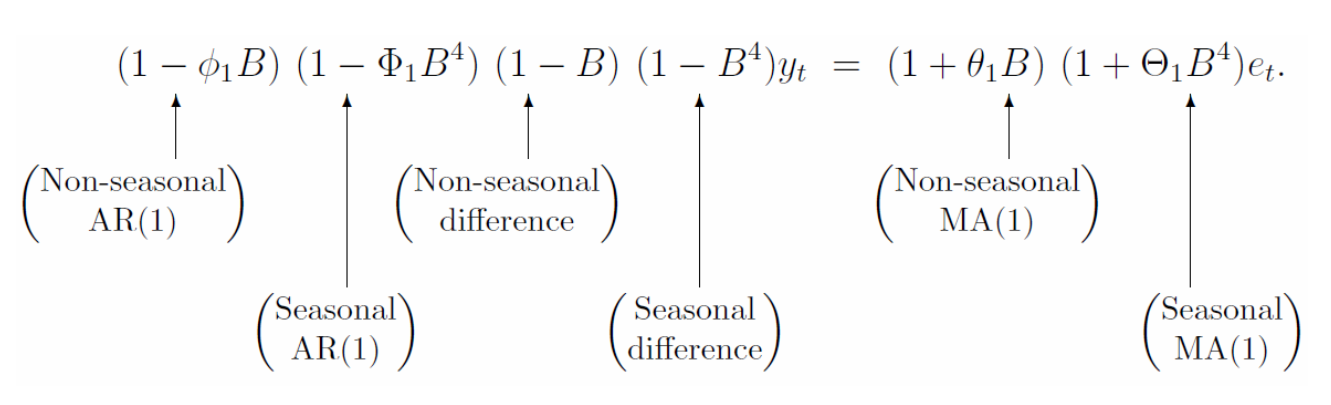 (1 − ϕ₁B) (1 − Φ₁B⁴) (1 − B) (1 − B⁴)yₜ = (1 + θ₁B) (1 + Θ₁B⁴)eₜ.
(Non-seasonal AR(1))
(Non-seasonal difference)
(Non-seasonal MA(1))
(Seasonal AR(1))
(Seasonal difference)
(Seasonal MA(1))